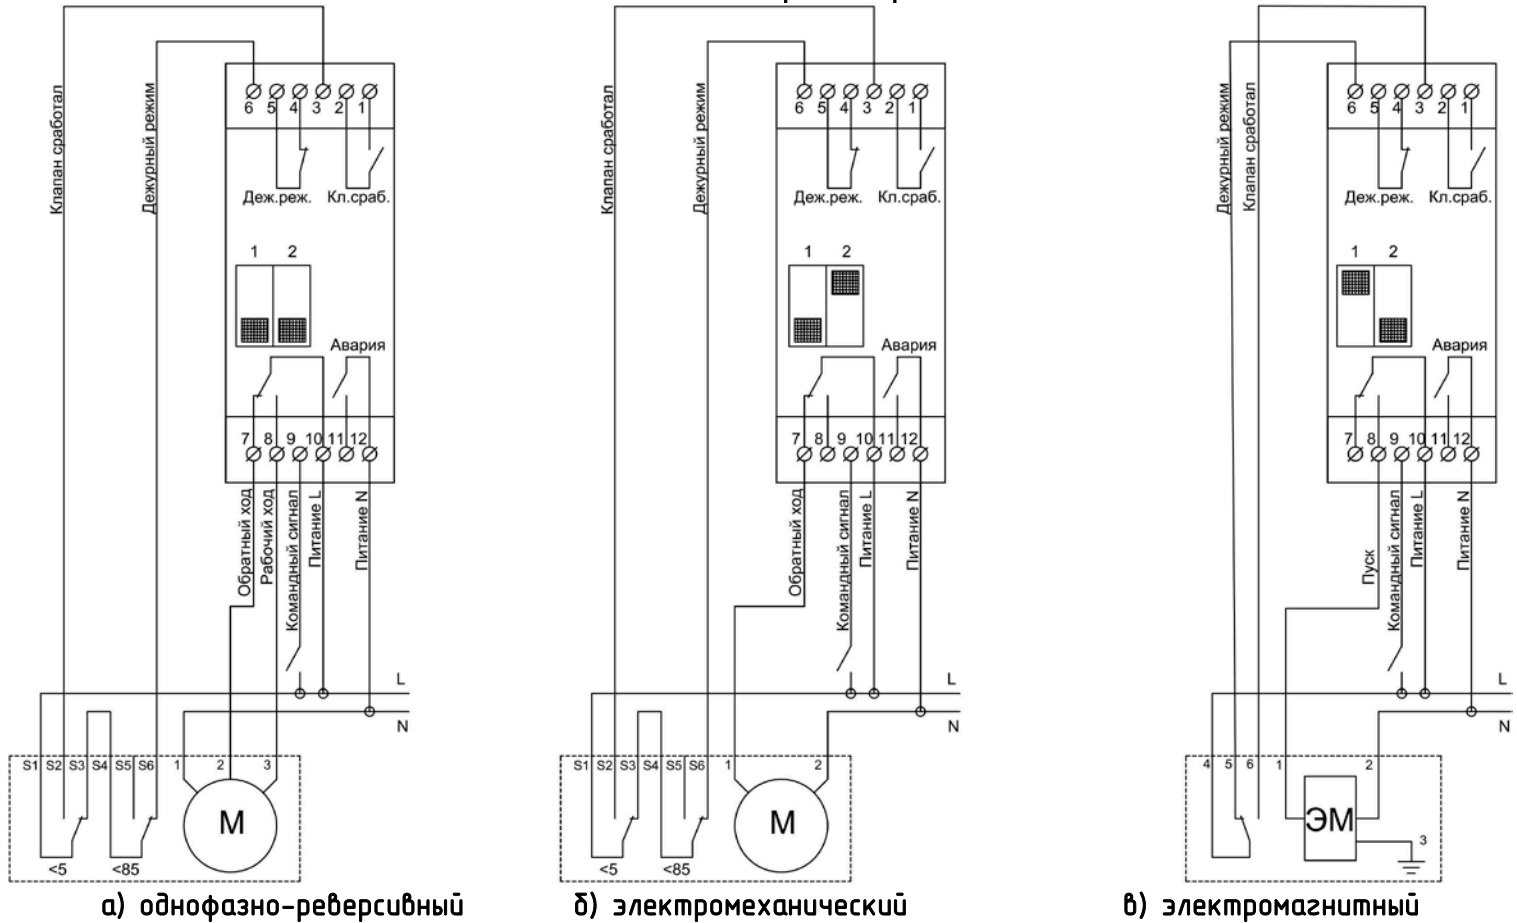 6 5 4 3 2 1
Клапан сработал
Дежурный режим
Деж.реж. Кл.сраб.
1 2
Авария
7 8 9 10 11 12
Обратный ход
Рабочий ход
Командный сигнал
Питание L
Питание N
L
N
S1 S2 S3 S4 S5 S6 1 2 3
М
<5 <85
а) однофазно-реверсивный
6 5 4 3 2 1
Клапан сработал
Дежурный режим
Деж.реж. Кл.сраб.
1 2
Авария
7 8 9 10 11 12
Обратный ход
Командный сигнал
Питание L
Питание N
L
N
S1 S2 S3 S4 S5 S6 1 2
М
<5 <85
б) электромеханический
6 5 4 3 2 1
Дежурный режим
Клапан сработал
Деж.реж. Кл.сраб.
1 2
Авария
7 8 9 10 11 12
Пуск
Командный сигнал
Питание L
Питание N
L
N
4 5 6 1 2
ЭМ
3
в) электромагнитный